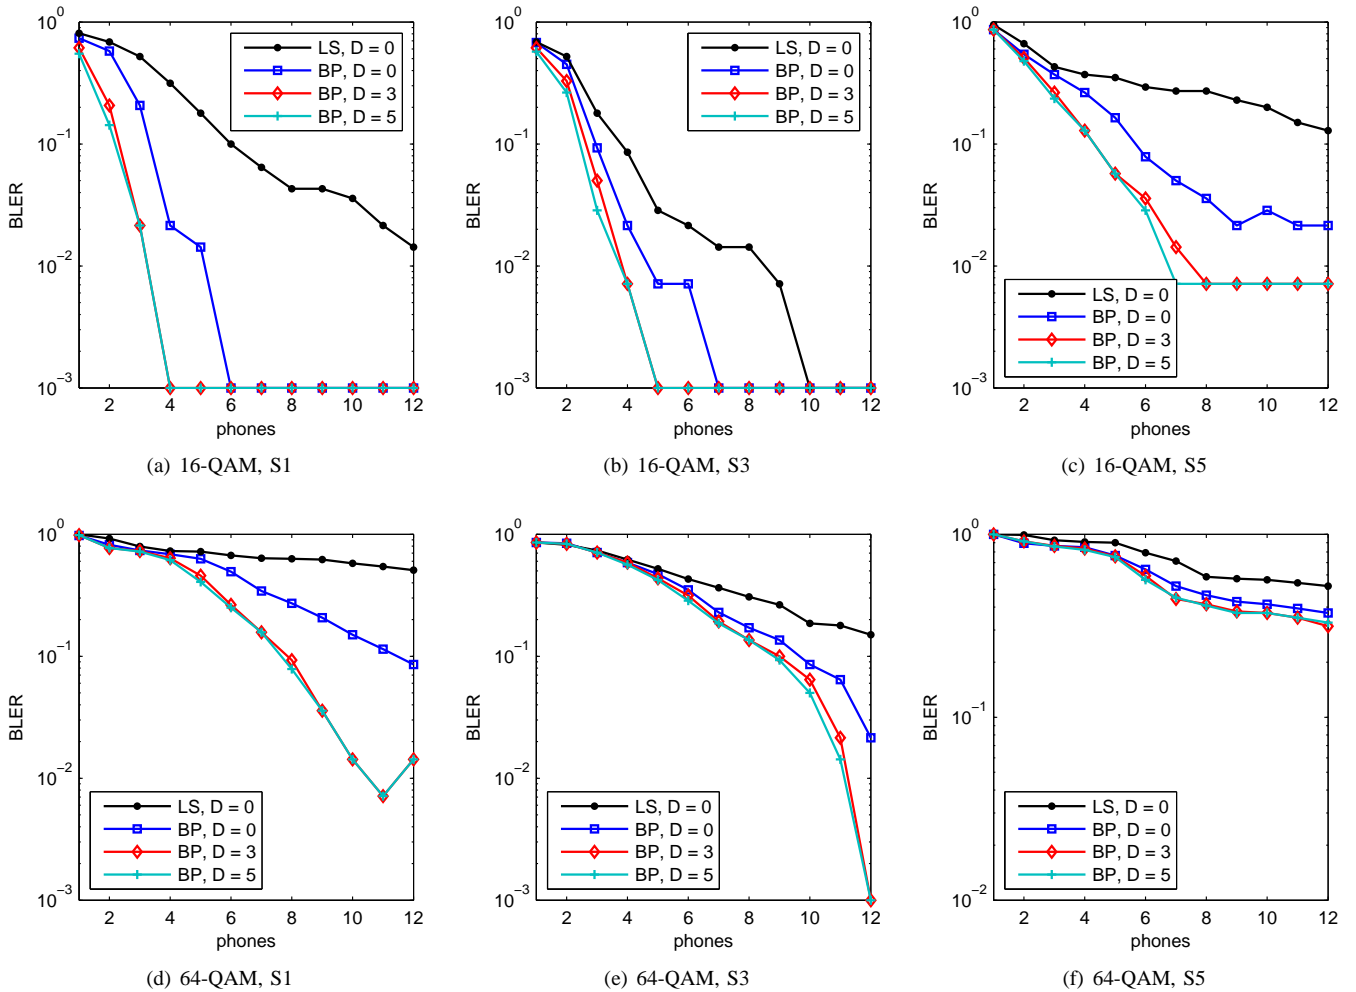 10^0
10^-1
10^-2
10^-3
BLER
2 4 6 8 10 12
phones
LS, D = 0
BP, D = 0
BP, D = 3
BP, D = 5
(a) 16-QAM, S1
10^0
10^-1
10^-2
10^-3
BLER
2 4 6 8 10 12
phones
LS, D = 0
BP, D = 0
BP, D = 3
BP, D = 5
(b) 16-QAM, S3
10^0
10^-1
10^-2
10^-3
BLER
2 4 6 8 10 12
phones
LS, D = 0
BP, D = 0
BP, D = 3
BP, D = 5
(c) 16-QAM, S5
10^0
10^-1
10^-2
10^-3
BLER
2 4 6 8 10 12
phones
LS, D = 0
BP, D = 0
BP, D = 3
BP, D = 5
(d) 64-QAM, S1
10^0
10^-1
10^-2
10^-3
BLER
2 4 6 8 10 12
phones
LS, D = 0
BP, D = 0
BP, D = 3
BP, D = 5
(e) 64-QAM, S3
10^0
10^-1
10^-2
BLER
2 4 6 8 10 12
phones
LS, D = 0
BP, D = 0
BP, D = 3
BP, D = 5
(f) 64-QAM, S5